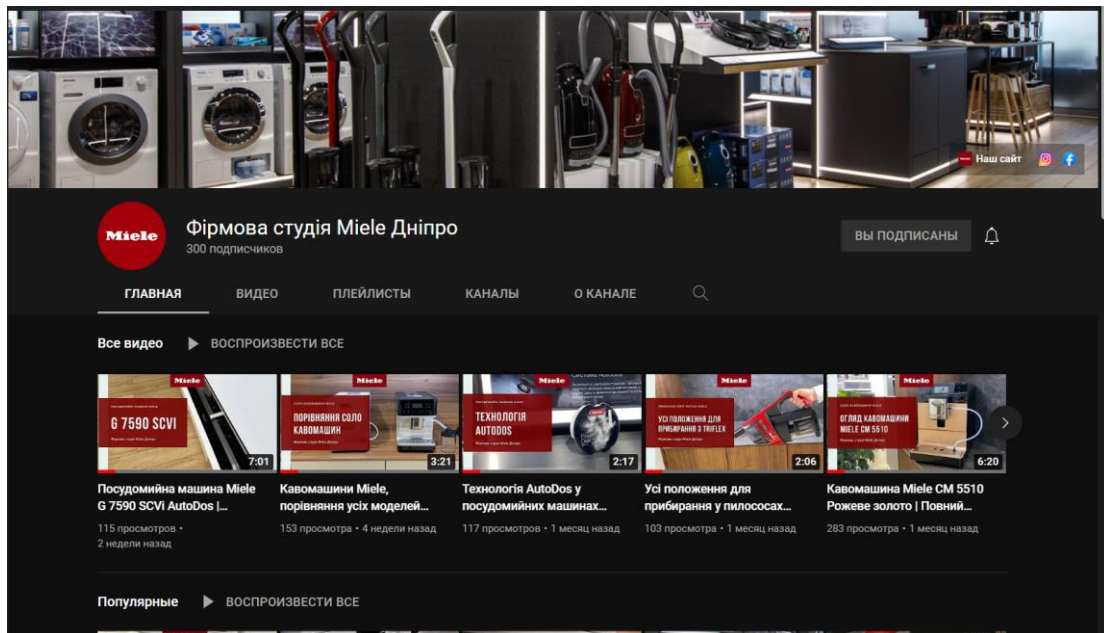 Miele
Наш сайт
Miele
Фірмова студія Miele Дніпро
300 подписчиков
ВЫ ПОДПИСАНЫ
ГЛАВНАЯ
ВИДЕО
ПЛЕЙЛИСТЫ
КАНАЛЫ
О КАНАЛЕ
Все видео
ВОСПРОИЗВЕСТИ ВСЕ
Miele
G 7590 SCVI
7:01
Miele
ПОРІВНЯННЯ СОЛО
КАВОМАШИН
3:21
Miele
ТЕХНОЛОГІЯ
AUTODOS
2:17
Miele
УСІ ПОЛОЖЕННЯ ДЛЯ
ПРИБИРАННЯ З TRIFLEX
2:06
Miele
ОГЛЯД КАВОМАШИНИ
MIELE CM 5510
6:20
Посудомийна машина Miele
G 7590 SCVi AutoDos |...
115 просмотров •
2 недели назад
Кавомашини Miele,
порівняння усіх моделей...
153 просмотра • 4 недели назад
Технологія AutoDos у
посудомийних машинах...
117 просмотров • 1 месяц назад
Усі положення для
прибирання у пилососах...
103 просмотра • 1 месяц назад
Кавомашина Miele CM 5510
Рожеве золото | Повний...
283 просмотра • 1 месяц назад
Популярные
ВОСПРОИЗВЕСТИ ВСЕ